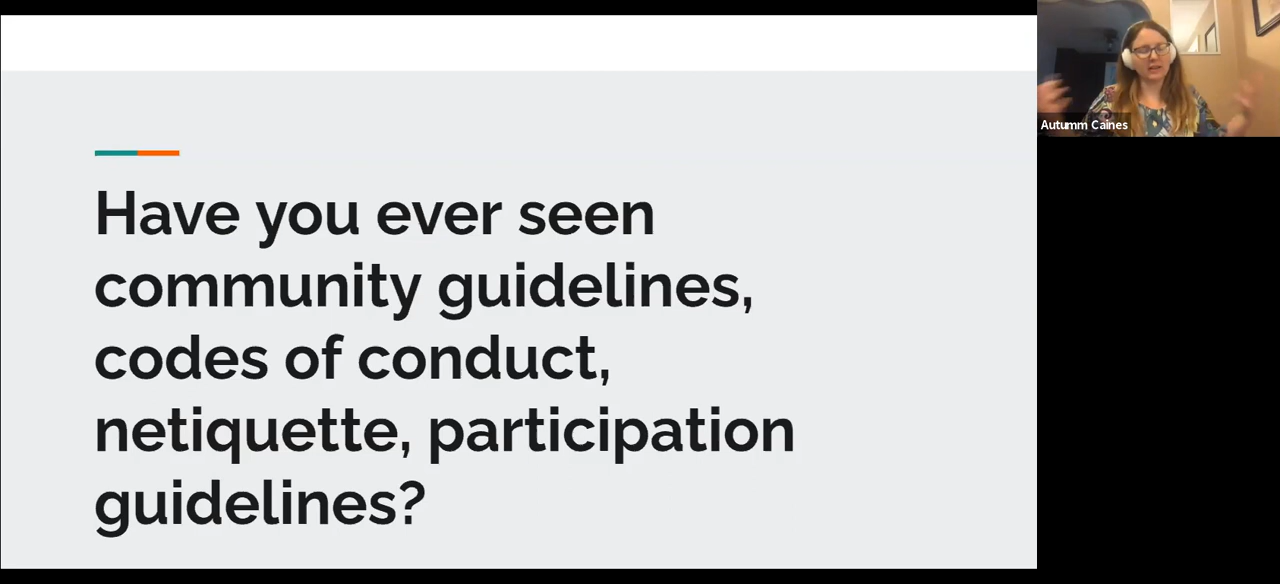 Have you ever seen
community guidelines,
codes of conduct,
netiquette, participation
guidelines?
Autumm Caines